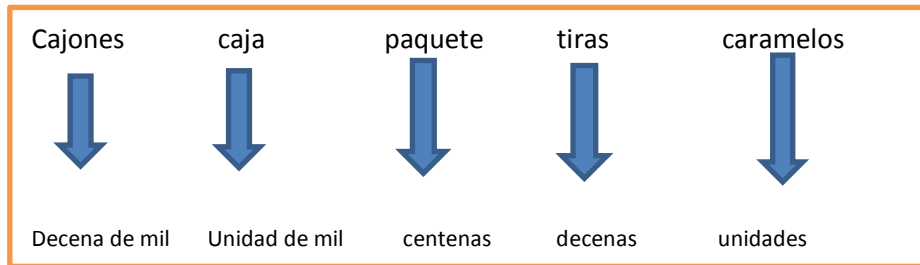 Cajones caja paquete tiras caramelos
Decena de mil Unidad de mil centenas decenas unidades